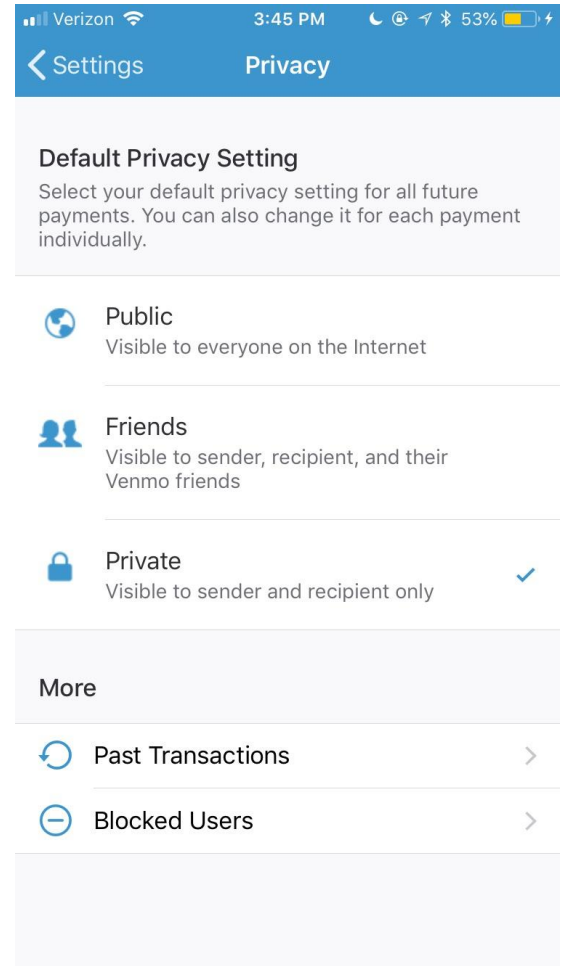 Verizon 3:45 PM 53%
Settings Privacy
Default Privacy Setting
Select your default privacy setting for all future
payments. You can also change it for each payment
individually.
Public
Visible to everyone on the Internet
Friends
Visible to sender, recipient, and their
Venmo friends
Private
Visible to sender and recipient only
More
Past Transactions
Blocked Users